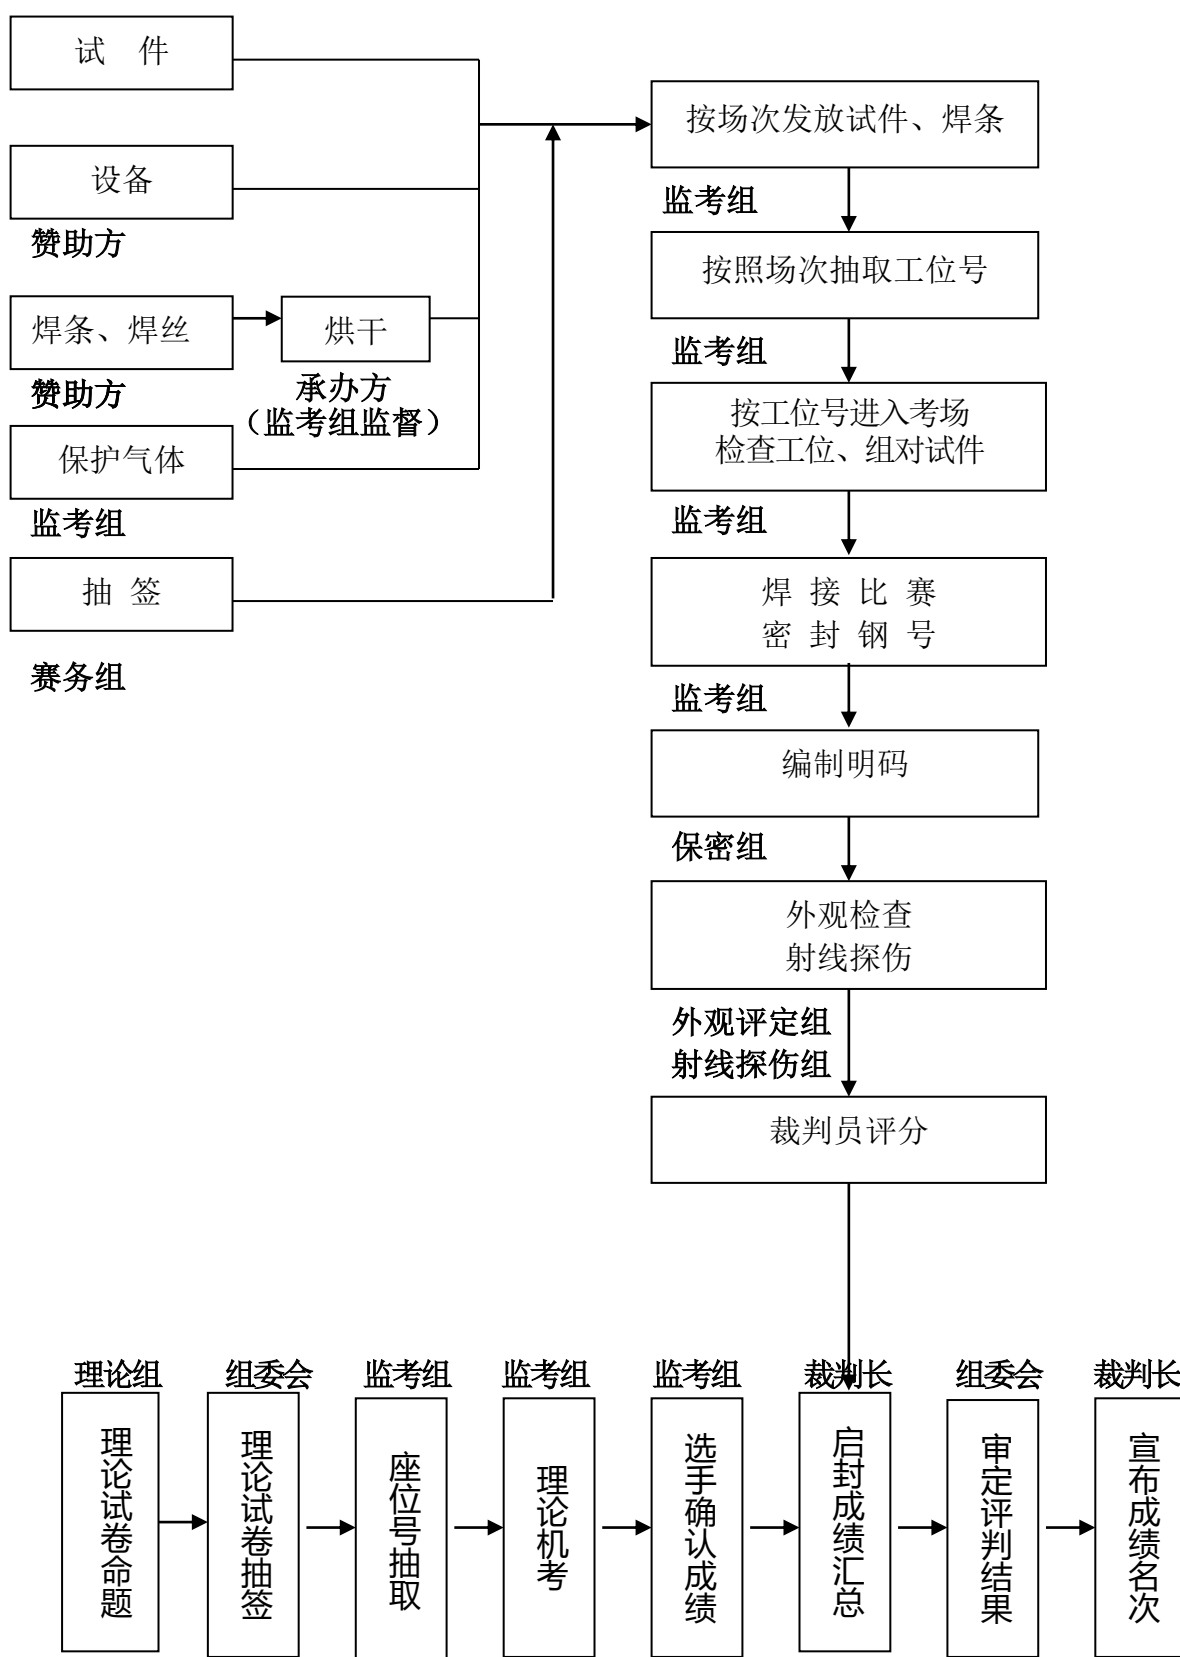 试 件
设备
赞助方
焊条、焊丝
赞助方
烘干
承办方
（监考组监督）
保护气体
监考组
抽 签
赛务组
按场次发放试件、焊条
监考组
按照场次抽取工位号
监考组
按工位号进入考场
检查工位、组对试件
监考组
焊 接 比 赛
密 封 钢 号
监考组
编制明码
保密组
外观检查
射线探伤
外观评定组
射线探伤组
裁判员评分
理论组
理论试卷命题
组委会
理论试卷抽签
监考组
座位号抽取
监考组
理论机考
监考组
选手确认成绩
裁判长
启封成绩汇总
组委会
审定评判结果
裁判长
宣布成绩名次